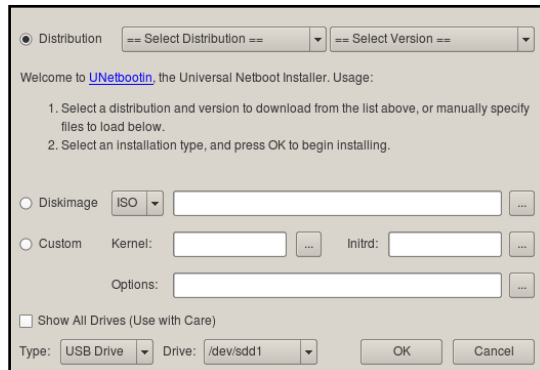 Distribution == Select Distribution == == Select Version ==
Welcome to UNetbootin, the Universal Netboot Installer. Usage:
1. Select a distribution and version to download from the list above, or manually specify
files to load below.
2. Select an installation type, and press OK to begin installing.
Diskimage ISO ...
Custom Kernel: ... Initrd: ...
Options: ...
Show All Drives (Use with Care)
Type: USB Drive Drive: /dev/sdd1 OK Cancel